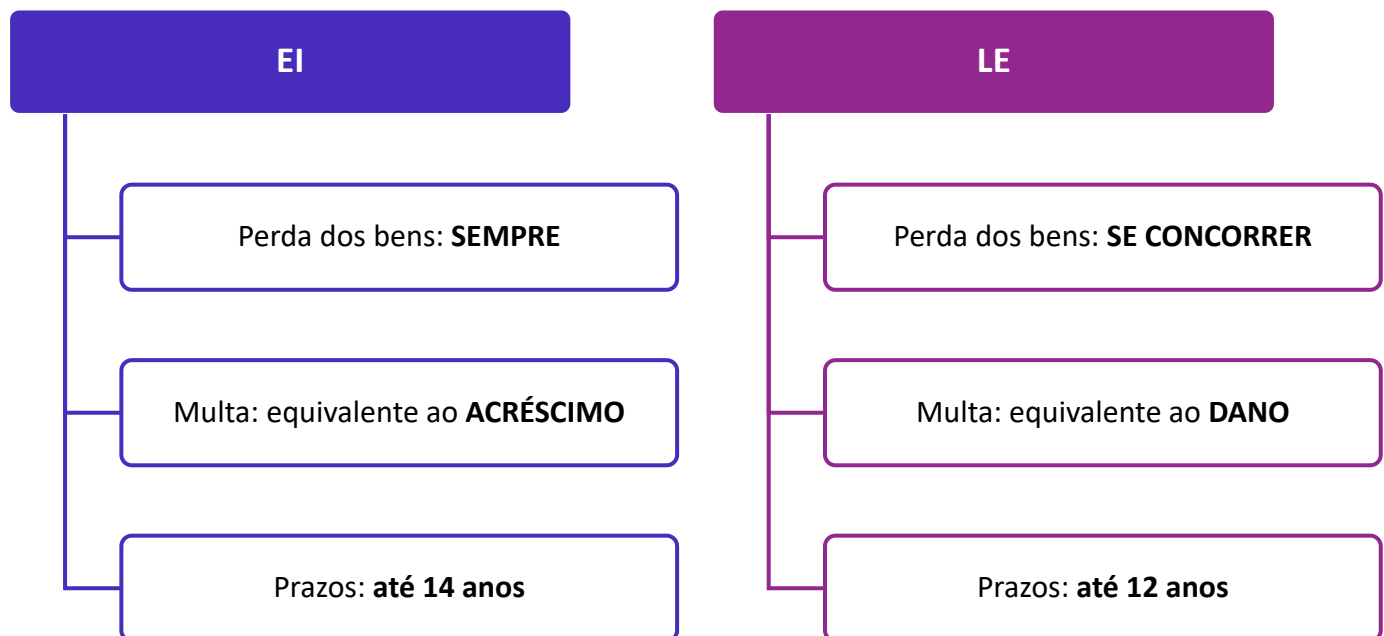 EI
Perda dos bens: SEMPRE
Multa: equivalente ao ACRÉSCIMO
Prazos: até 14 anos
LE
Perda dos bens: SE CONCORRER
Multa: equivalente ao DANO
Prazos: até 12 anos